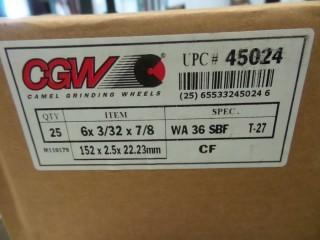 CGW
CAMEL GRINDING WHEELS
UPC # 45024
(25) 65533245024 6
QTY ITEM SPEC.
25 6x 3/32 x 7/8 WA 36 SBF T-27
W110179 152 x 2.5x 22.23mm CF